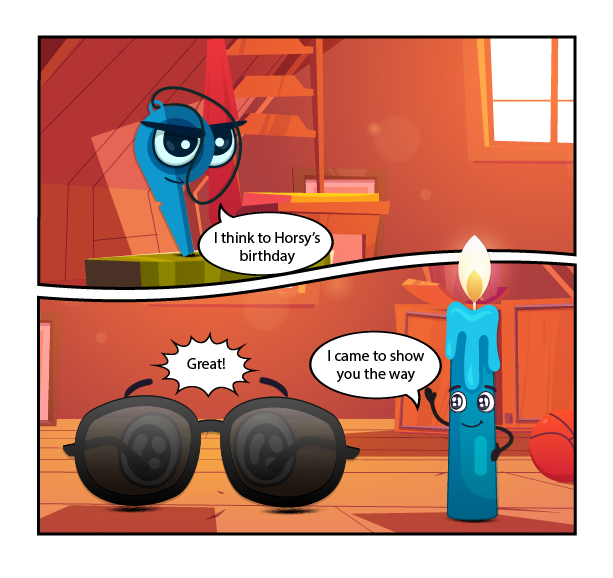 I think to Horsy's
birthday
Great!
I came to show
you the way